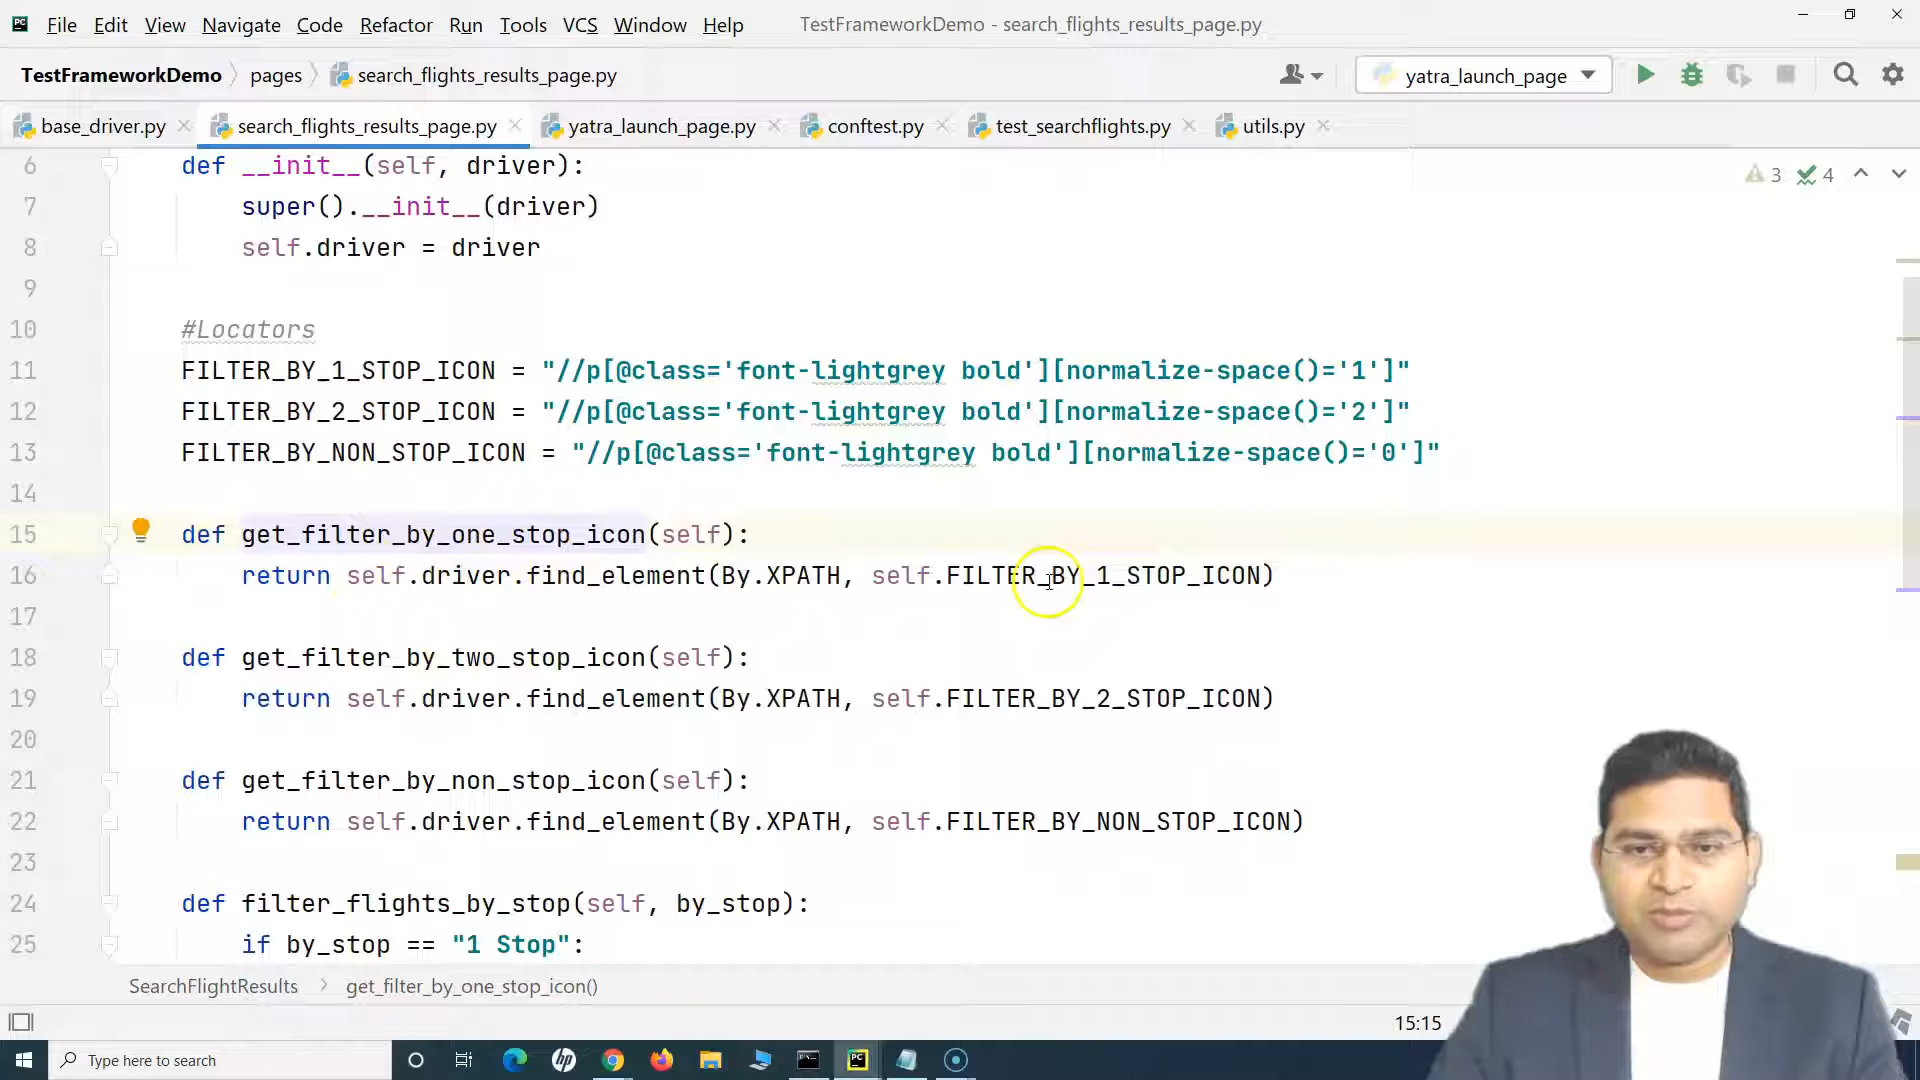 File Edit View Navigate Code Refactor Run Tools VCS Window Help TestFrameworkDemo - search_flights_results_page.py
TestFrameworkDemo pages search_flights_results_page.py yatra_launch_page
base_driver.py search_flights_results_page.py yatra_launch_page.py conftest.py test_searchflights.py utils.py
3 4
6 def __init__(self, driver):
7 super().__init__(driver)
8 self.driver = driver
9
10 #Locators
11 FILTER_BY_1_STOP_ICON = "//p[@class='font-lightgrey bold'][normalize-space()='1']"
12 FILTER_BY_2_STOP_ICON = "//p[@class='font-lightgrey bold'][normalize-space()='2']"
13 FILTER_BY_NON_STOP_ICON = "//p[@class='font-lightgrey bold'][normalize-space()='0']"
14
15 def get_filter_by_one_stop_icon(self):
16 return self.driver.find_element(By.XPATH, self.FILTER_BY_1_STOP_ICON)
17
18 def get_filter_by_two_stop_icon(self):
19 return self.driver.find_element(By.XPATH, self.FILTER_BY_2_STOP_ICON)
20
21 def get_filter_by_non_stop_icon(self):
22 return self.driver.find_element(By.XPATH, self.FILTER_BY_NON_STOP_ICON)
23
24 def filter_flights_by_stop(self, by_stop):
25 if by_stop == "1 Stop":
SearchFlightResults get_filter_by_one_stop_icon()
15:15
Type here to search